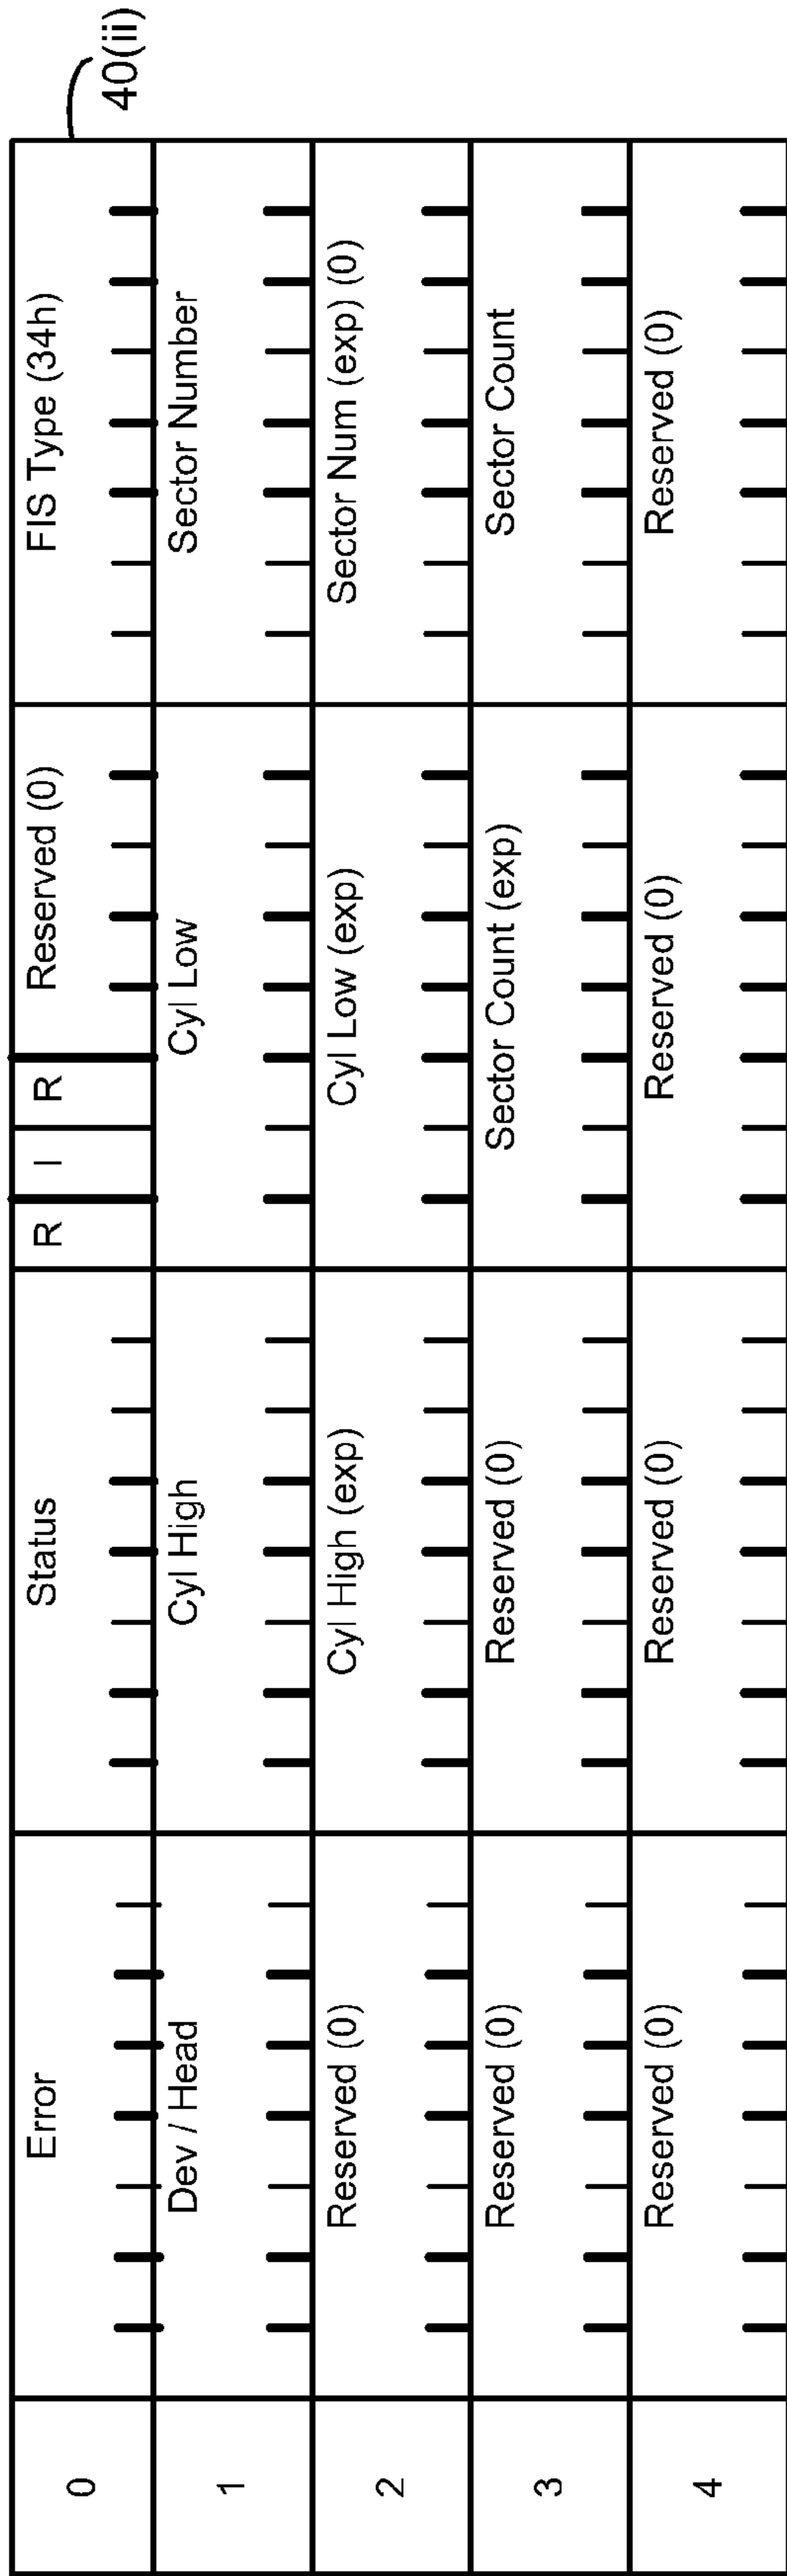 40(ii)
0 Error Status R I R Reserved (0) FIS Type (34h)
1 Dev / Head Cyl High Cyl Low Sector Number
2 Reserved (0) Cyl High (exp) Cyl Low (exp) Sector Num (exp) (0)
3 Reserved (0) Reserved (0) Sector Count (exp) Sector Count
4 Reserved (0) Reserved (0) Reserved (0) Reserved (0)